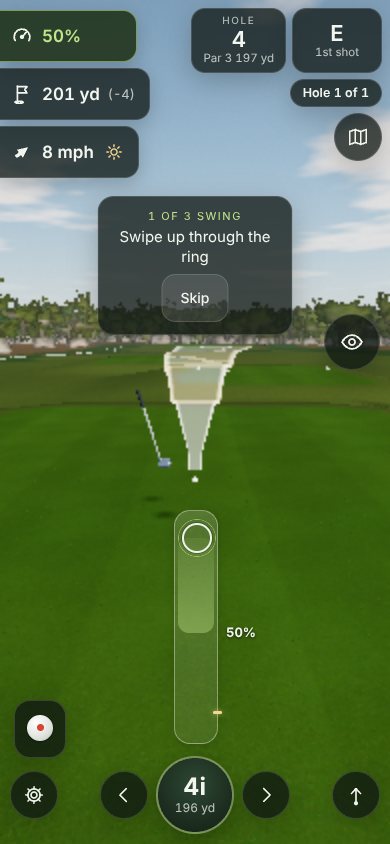 50%
HOLE
4
Par 3 197 yd
E
1st shot
201 yd (-4)
Hole 1 of 1
8 mph
1 OF 3 SWING
Swipe up through the
ring
Skip
50%
4i
196 yd